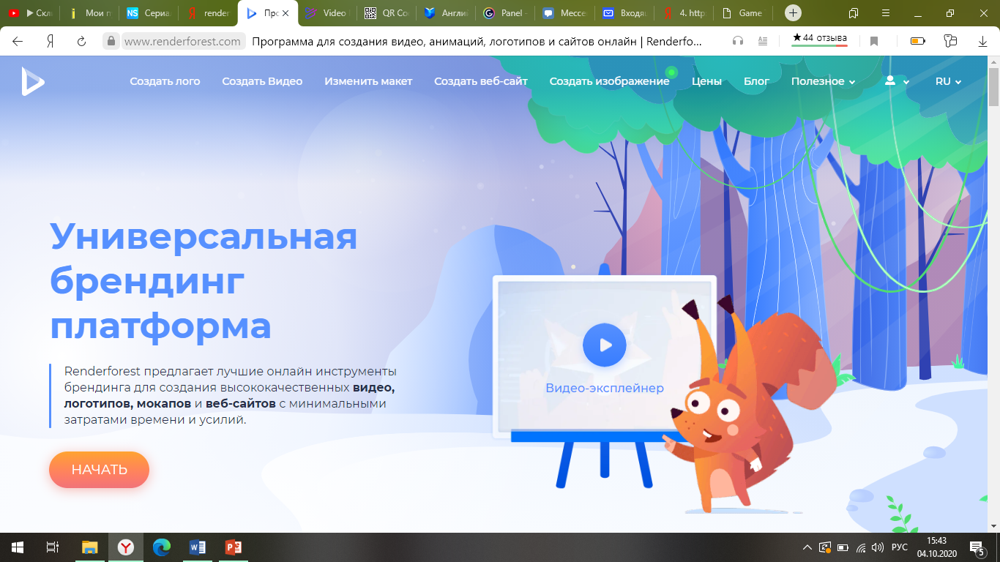 Скл
Мои п
Сериа
render
Про
Video
QR Co
Англи
Panel -
Мессе
Входящ
4. http
Game
www.renderforest.com
Программа для создания видео, анимаций, логотипов и сайтов онлайн | Renderfo...
★44 отзыва
Создать лого
Создать Видео
Изменить макет
Создать веб-сайт
Создать изображение
Цены
Блог
Полезное
RU
Универсальная
брендинг
платформа
Renderforest предлагает лучшие онлайн инструменты
брендинга для создания высококачественных видео,
логотипов, мокапов и веб-сайтов с минимальными
затратами времени и усилий.
НАЧАТЬ
Видео-эксплейнер
РУС
15:43
04.10.2020
5